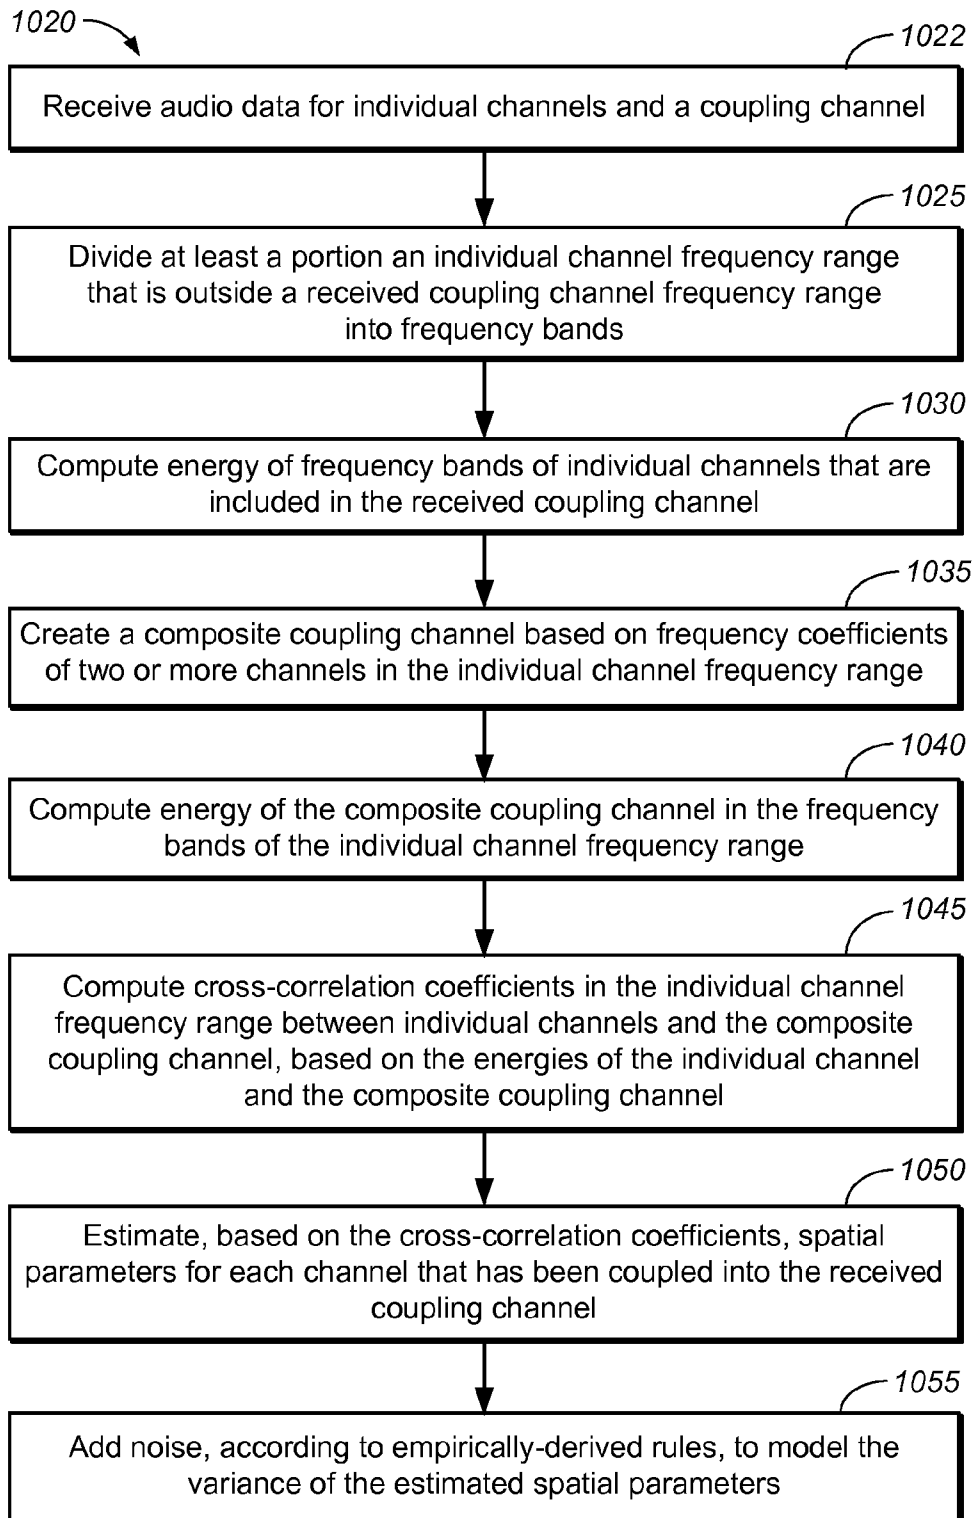 1020
1022
Receive audio data for individual channels and a coupling channel
1025
Divide at least a portion an individual channel frequency range
that is outside a received coupling channel frequency range
into frequency bands
1030
Compute energy of frequency bands of individual channels that are
included in the received coupling channel
1035
Create a composite coupling channel based on frequency coefficients
of two or more channels in the individual channel frequency range
1040
Compute energy of the composite coupling channel in the frequency
bands of the individual channel frequency range
1045
Compute cross-correlation coefficients in the individual channel
frequency range between individual channels and the composite
coupling channel, based on the energies of the individual channel
and the composite coupling channel
1050
Estimate, based on the cross-correlation coefficients, spatial
parameters for each channel that has been coupled into the received
coupling channel
1055
Add noise, according to empirically-derived rules, to model the
variance of the estimated spatial parameters